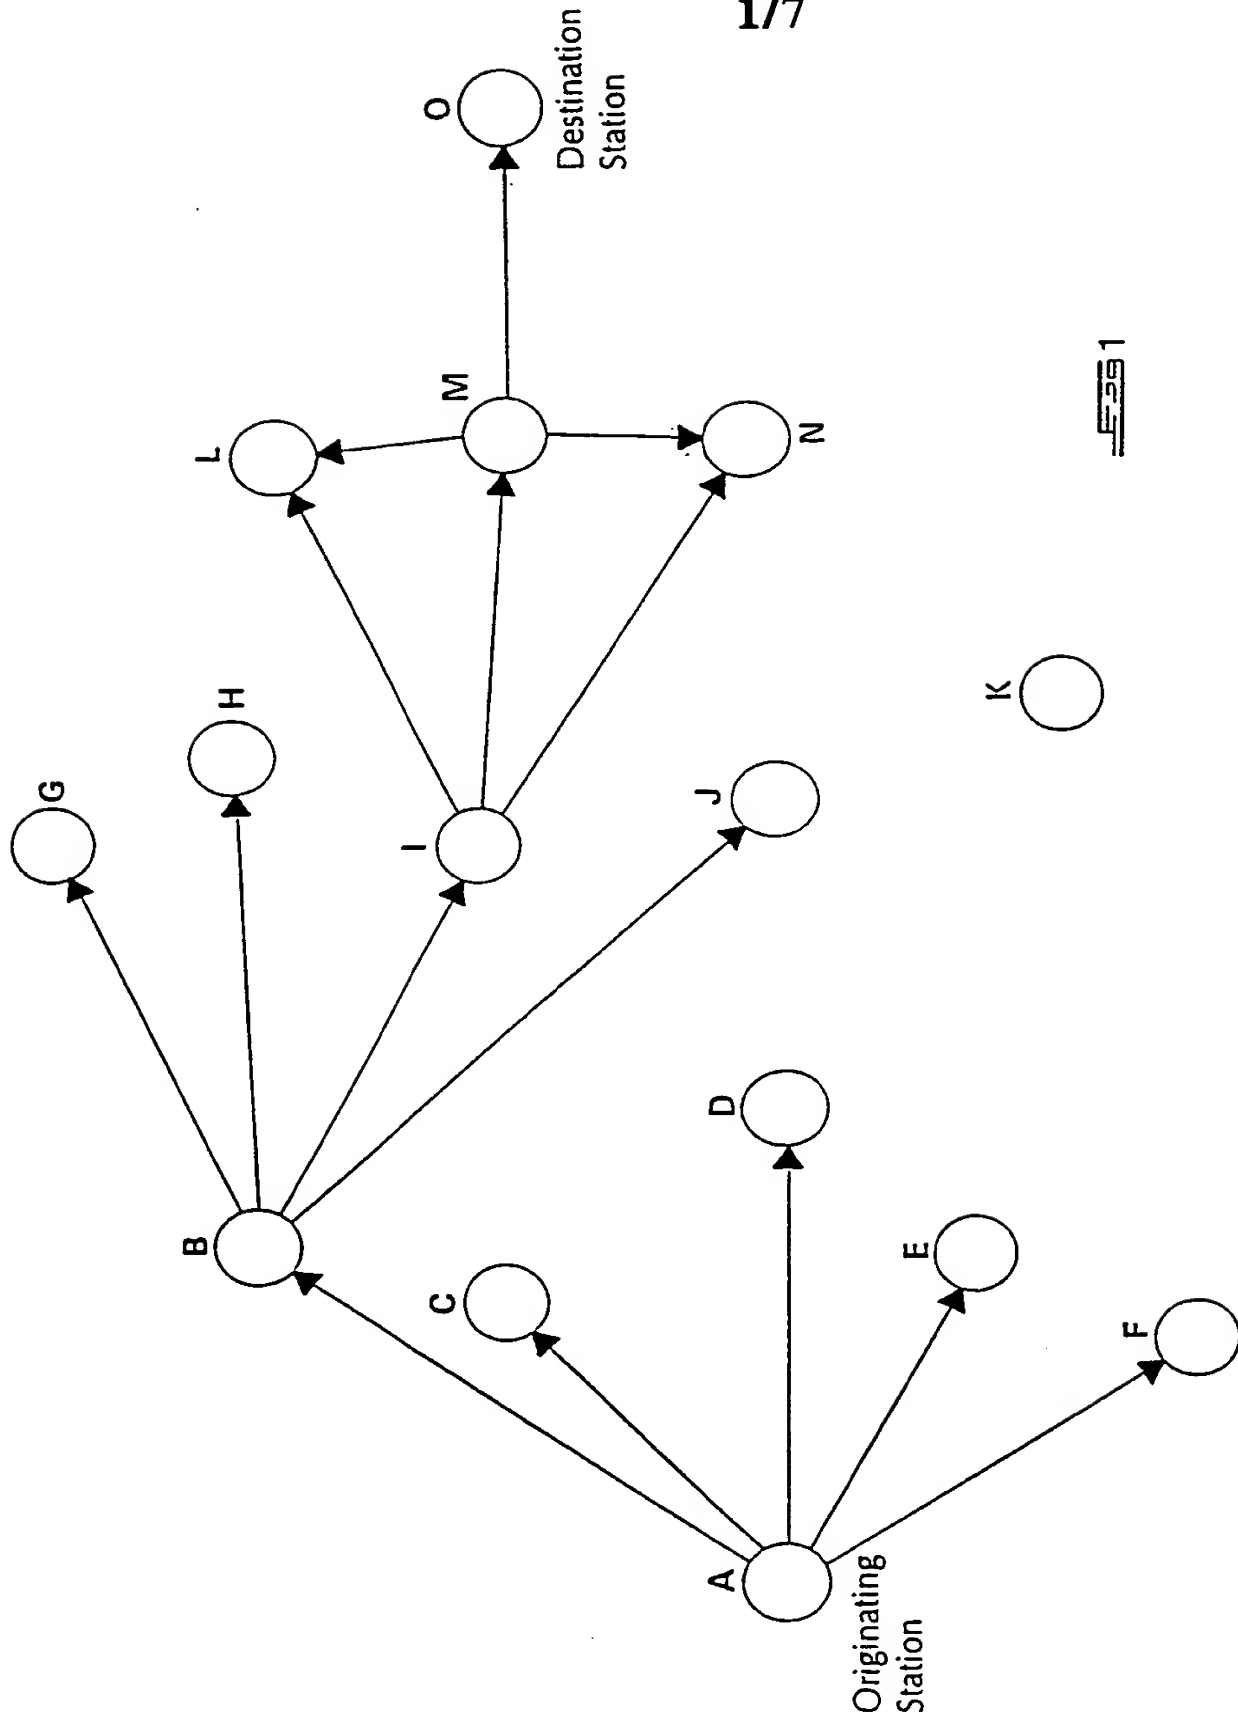 1/7
O
Destination
Station
L
M
N
G
H
I
J
K
B
C
D
E
F
A
Originating
Station
Fig 1